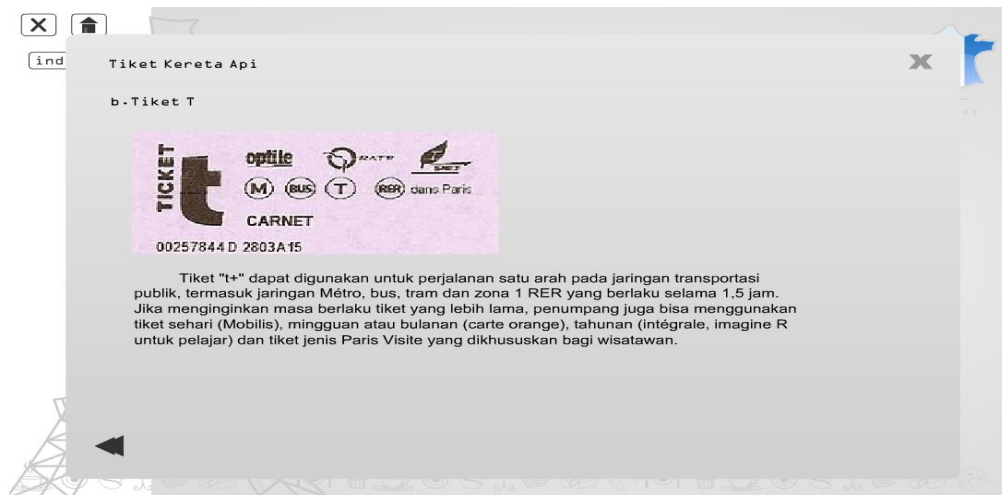 ind
Tiket Kereta Api
b.Tiket T
TICKET
t
optile
RATP
M BUS T RER dans Paris
CARNET
00257844 D 2803A15
Tiket "t+" dapat digunakan untuk perjalanan satu arah pada jaringan transportasi
publik, termasuk jaringan Métro, bus, tram dan zona 1 RER yang berlaku selama 1,5 jam.
Jika menginginkan masa berlaku tiket yang lebih lama, penumpang juga bisa menggunakan
tiket sehari (Mobilis), mingguan atau bulanan (carte orange), tahunan (intégrale, imagine R
untuk pelajar) dan tiket jenis Paris Visite yang dikhususkan bagi wisatawan.